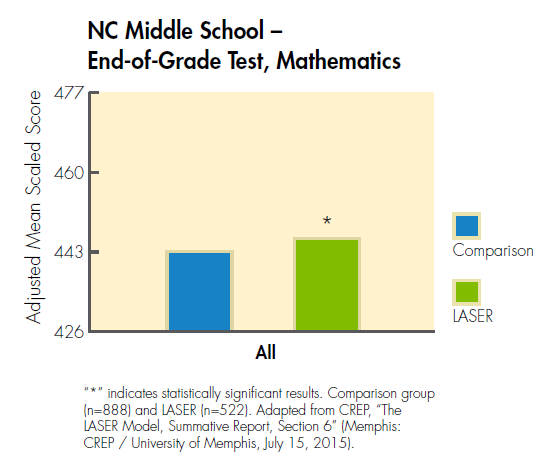 NC Middle School –
End-of-Grade Test, Mathematics
Adjusted Mean Scaled Score
477
460
443
426
*
All
Comparison
LASER
“*” indicates statistically significant results. Comparison group
(n=888) and LASER (n=522). Adapted from CREP, “The
LASER Model, Summative Report, Section 6” (Memphis:
CREP / University of Memphis, July 15, 2015).